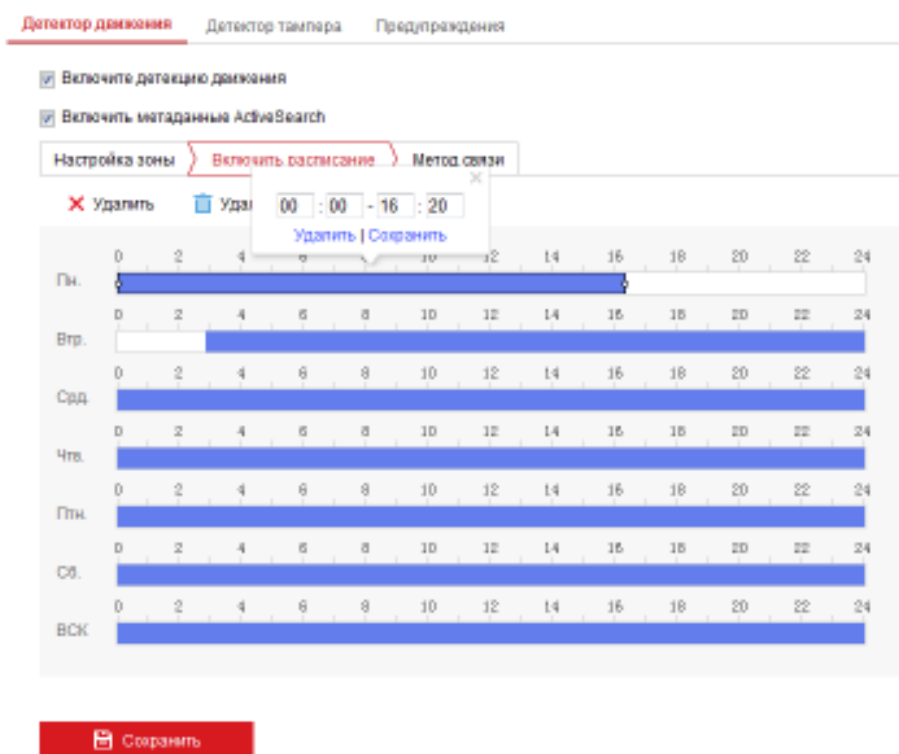 Детектор движения Детектор тампера Предупреждения
Включите детекцию движения
Включить метаданные ActiveSearch
Настройка зоны Включить расписание Метод связи
Удалить
00 : 00 - 16 : 20
Удалить | Сохранить
0 2 4 6 8 10 12 14 16 18 20 22 24
Пн.
0 2 4 6 8 10 12 14 16 18 20 22 24
Втр.
0 2 4 6 8 10 12 14 16 18 20 22 24
Срд.
0 2 4 6 8 10 12 14 16 18 20 22 24
Чтв.
0 2 4 6 8 10 12 14 16 18 20 22 24
Птн.
0 2 4 6 8 10 12 14 16 18 20 22 24
Сб.
0 2 4 6 8 10 12 14 16 18 20 22 24
ВСК
Сохранить